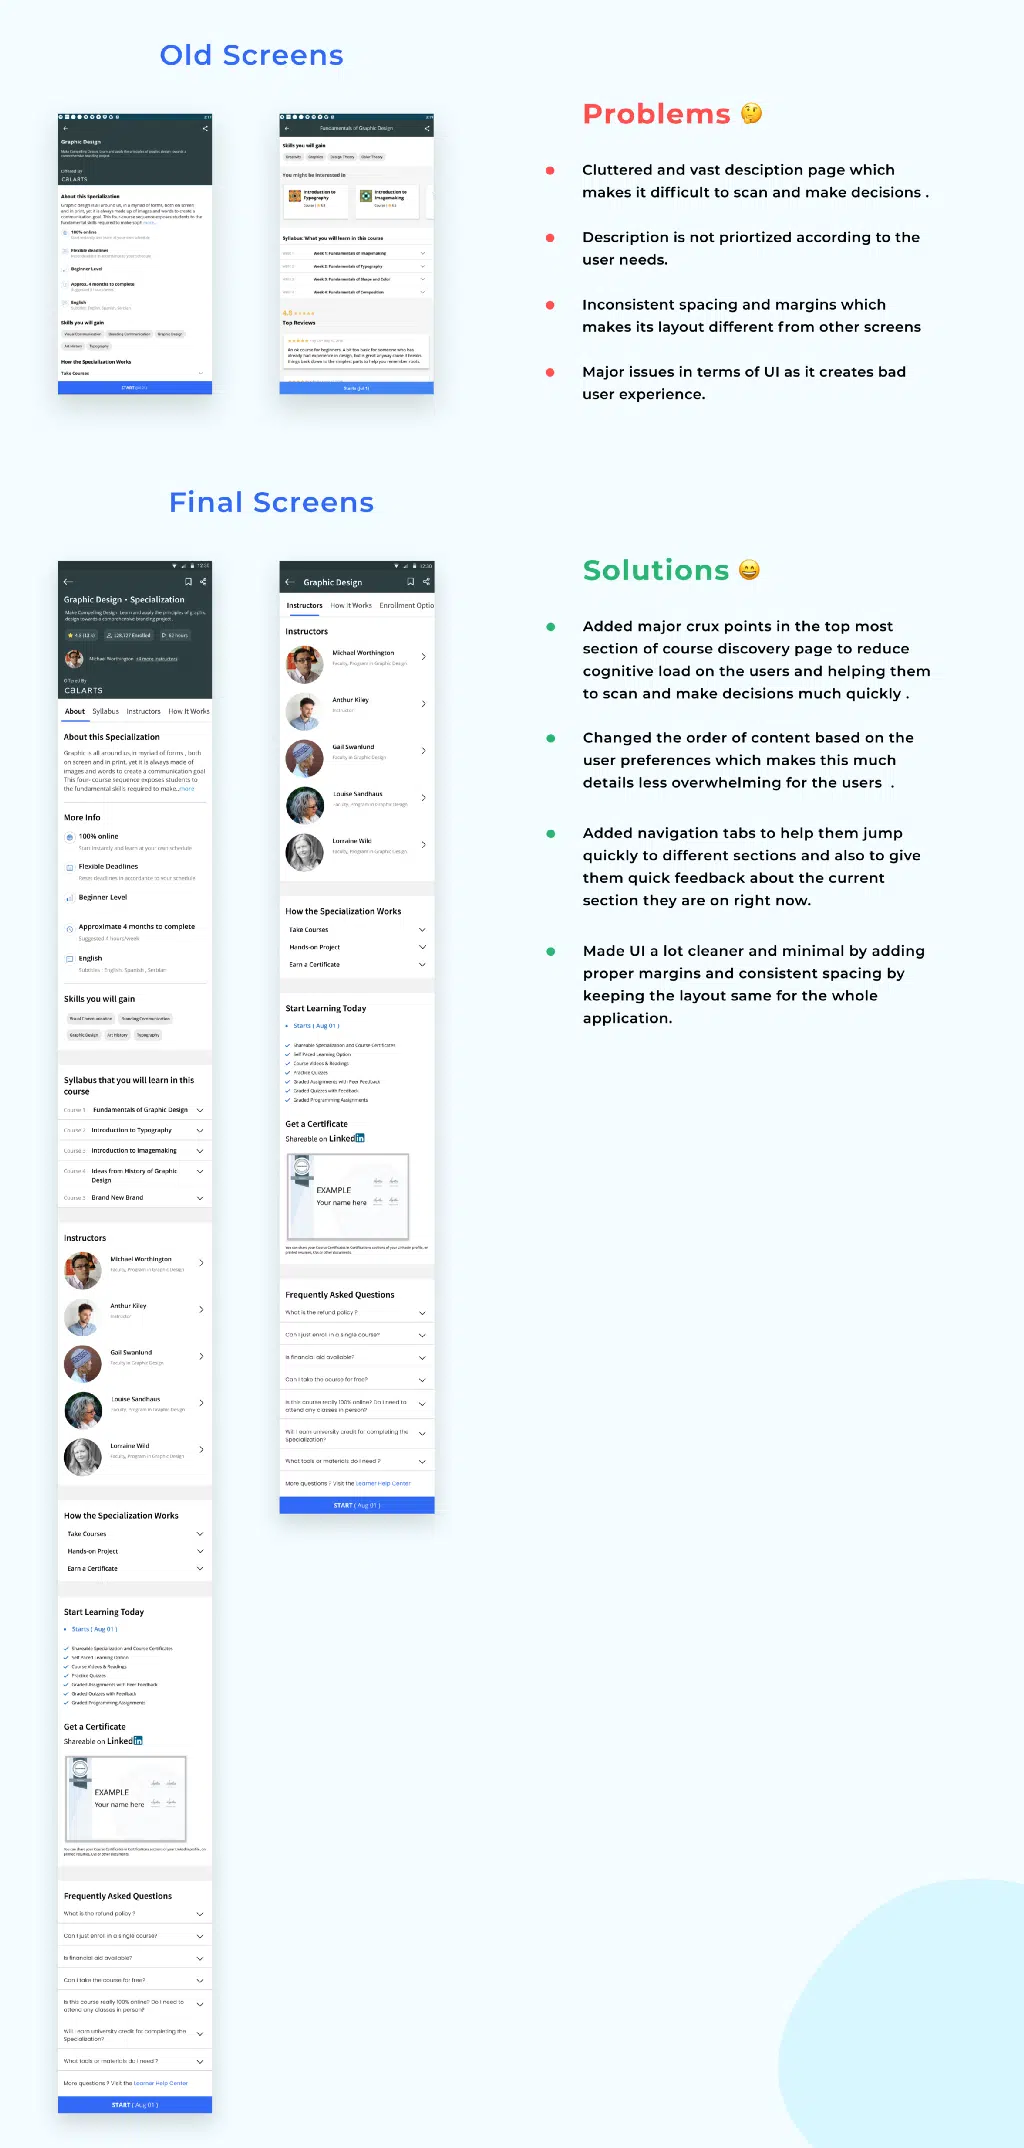 Old Screens
Graphic Design
Offered By
CALARTS
About this Specialization
100% online
Flexible deadlines
Beginner Level
Approx. 4 months to complete
English
Skills you will gain
Visual Communication
Branding Communication
Graphic Design
Art History
Typography
How the Specialization Works
Take Courses
START
Fundamentals of Graphic Design
Skills you will gain
Creativity
Graphics
Design Theory
Color Theory
You might be interested in
Introduction to
Typography
Introduction to
Imagemaking
Syllabus: What you will learn in this course
Week 1: Fundamentals of Imagemaking
Week 2: Fundamentals of Typography
Week 3: Fundamentals of Shape and Color
Week 4: Fundamentals of Composition
4.8
Top Reviews
Problems 🤔
Cluttered and vast desciption page which
makes it difficult to scan and make decisions .
Description is not priortized according to the
user needs.
Inconsistent spacing and margins which
makes its layout different from other screens
Major issues in terms of UI as it creates bad
user experience.
Final Screens
12:30
Graphic Design - Specialization
Make Compelling Design. Learn and apply the principles of graphic
design towards a comprehensive branding project.
128,727 Enrolled
62 hours
Michael Worthington
Offered By
CALARTS
About
Syllabus
Instructors
How It Works
About this Specialization
Graphic is all around us, in myriad of forms , both
on screen and in print, yet it is always made of
images and words to create a communication goal
This four- course sequence exposes students to
the fundamental skills required to make...more
More Info
100% online
Start instantly and learn at your own schedule
Flexible Deadlines
Reset deadlines in accordance to your schedule
Beginner Level
Approximate 4 months to complete
Suggested 4 hours/week
English
Subtitles : English, Spanish , Serbian
Skills you will gain
Visual Communication
Branding Communication
Graphic Design
Art History
Typography
Syllabus that you will learn in this
course
Course 1 Fundamentals of Graphic Design
Course 2 Introduction to Typography
Course 3 Introduction to Imagemaking
Course 4 Ideas from History of Graphic
Design
Course 5 Brand New Brand
Instructors
Michael Worthington
Faculty, Program in Graphic Design
Anthur Kiley
Instructor
Gail Swanlund
Faculty in Graphic Design
Louise Sandhaus
Faculty, Program in Graphic Design
Lorraine Wild
Faculty, Program in Graphic Design
How the Specialization Works
Take Courses
Hands-on Project
Earn a Certificate
Start Learning Today
Starts ( Aug 01 )
Shareable Specialization and Course Certificates
Self Paced Learning Option
Course Videos & Readings
Practice Quizzes
Graded Assignments with Peer Feedback
Graded Quizzes with Feedback
Graded Programming Assignments
Get a Certificate
Shareable on Linkedin
EXAMPLE
Your name here
Frequently Asked Questions
What is the refund policy ?
Can I just enroll in a single course?
Is financial aid available?
Can I take the course for free?
Is this course really 100% online? Do I need to
attend any classes in person?
Will I earn university credit for completing the
Specialization?
What tools or materials do I need ?
More questions ? Visit the Learner Help Center
START ( Aug 01 )
12:30
Graphic Design
Instructors
How It Works
Enrollment Optio
Instructors
Michael Worthington
Faculty, Program in Graphic Design
Anthur Kiley
Instructor
Gail Swanlund
Faculty in Graphic Design
Louise Sandhaus
Faculty, Program in Graphic Design
Lorraine Wild
Faculty, Program in Graphic Design
How the Specialization Works
Take Courses
Hands-on Project
Earn a Certificate
Start Learning Today
Starts ( Aug 01 )
Shareable Specialization and Course Certificates
Self Paced Learning Option
Course Videos & Readings
Practice Quizzes
Graded Assignments with Peer Feedback
Graded Quizzes with Feedback
Graded Programming Assignments
Get a Certificate
Shareable on Linkedin
EXAMPLE
Your name here
Frequently Asked Questions
What is the refund policy ?
Can I just enroll in a single course?
Is financial aid available?
Can I take the course for free?
Is this course really 100% online? Do I need to
attend any classes in person?
Will I earn university credit for completing the
Specialization?
What tools or materials do I need ?
More questions ? Visit the Learner Help Center
START ( Aug 01 )
Solutions 😄
Added major crux points in the top most
section of course discovery page to reduce
cognitive load on the users and helping them
to scan and make decisions much quickly .
Changed the order of content based on the
user preferences which makes this much
details less overwhelming for the users .
Added navigation tabs to help them jump
quickly to different sections and also to give
them quick feedback about the current
section they are on right now.
Made UI a lot cleaner and minimal by adding
proper margins and consistent spacing by
keeping the layout same for the whole
application.